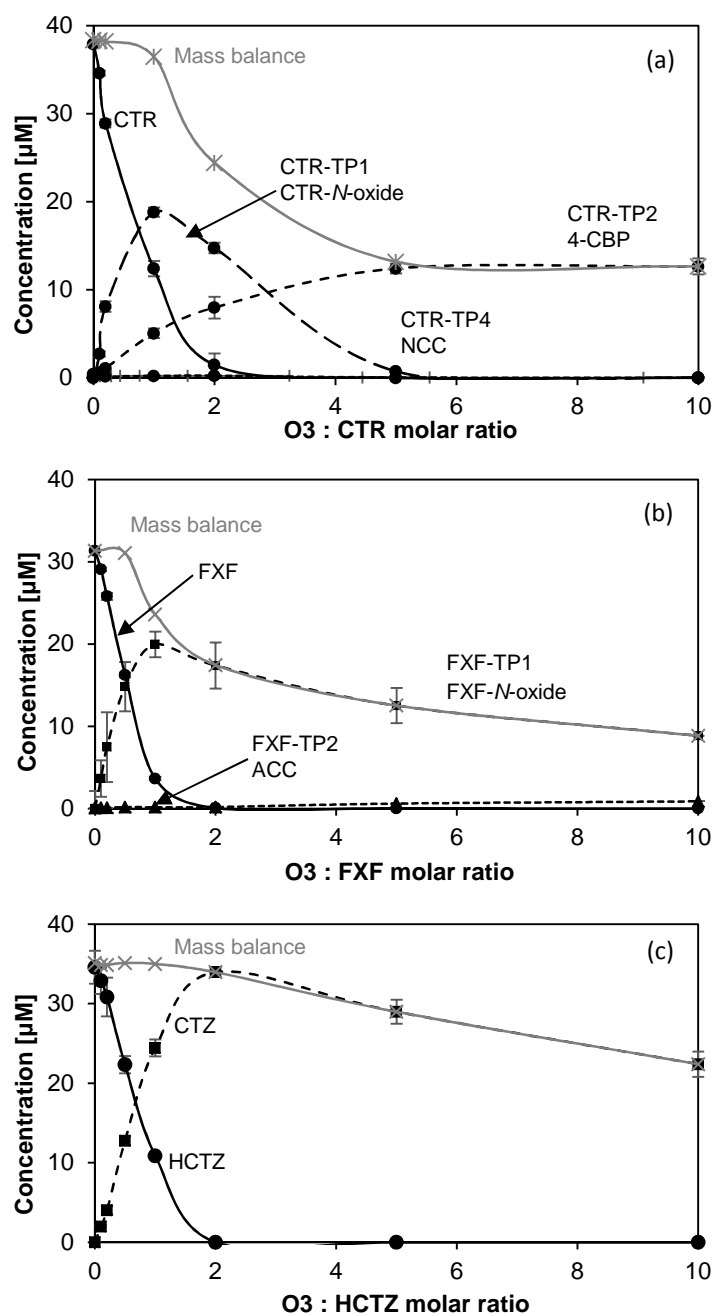 40
30
20
10
0
Concentration [µM]
(a)
Mass balance
CTR
CTR-TP1
CTR-N-oxide
CTR-TP2
4-CBP
CTR-TP4
NCC
0
2
4
6
8
10
O3 : CTR molar ratio
40
30
20
10
0
Concentration [µM]
(b)
Mass balance
FXF
FXF-TP1
FXF-N-oxide
FXF-TP2
ACC
0
2
4
6
8
10
O3 : FXF molar ratio
40
30
20
10
0
Concentration [µM]
(c)
Mass balance
CTZ
HCTZ
0
2
4
6
8
10
O3 : HCTZ molar ratio